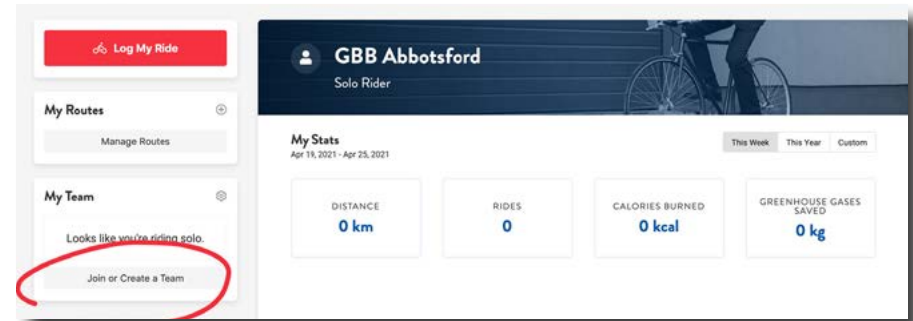 Log My Ride
My Routes
Manage Routes
My Team
Looks like you're riding solo.
Join or Create a Team
GBB Abbotsford
Solo Rider
My Stats
Apr 19, 2021 - Apr 25, 2021
This Week This Year Custom
DISTANCE
0 km
RIDES
0
CALORIES BURNED
0 kcal
GREENHOUSE GASES
SAVED
0 kg